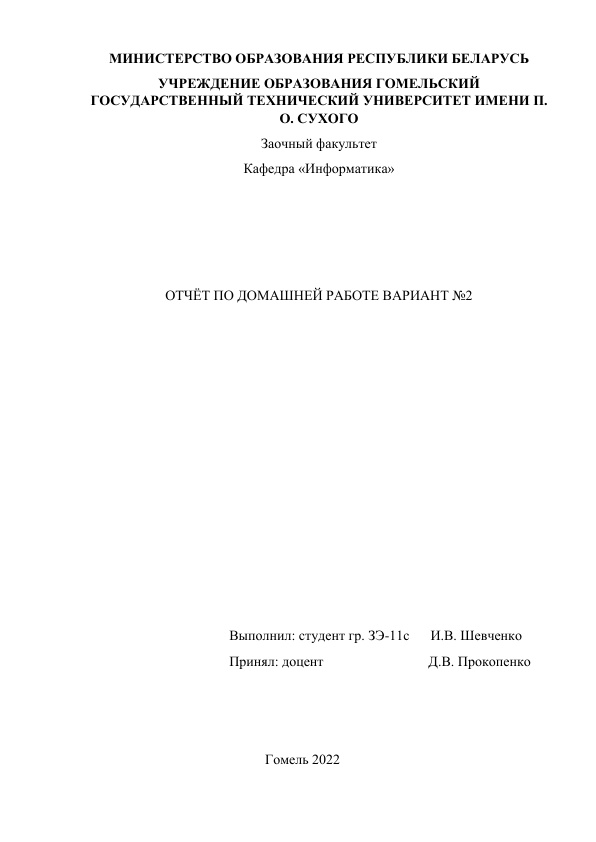 МИНИСТЕРСТВО ОБРАЗОВАНИЯ РЕСПУБЛИКИ БЕЛАРУСЬ
УЧРЕЖДЕНИЕ ОБРАЗОВАНИЯ ГОМЕЛЬСКИЙ
ГОСУДАРСТВЕННЫЙ ТЕХНИЧЕСКИЙ УНИВЕРСИТЕТ ИМЕНИ П.
О. СУХОГО
Заочный факультет
Кафедра «Информатика»
ОТЧЁТ ПО ДОМАШНЕЙ РАБОТЕ ВАРИАНТ №2
Выполнил: студент гр. ЗЭ-11с И.В. Шевченко
Принял: доцент Д.В. Прокопенко
Гомель 2022